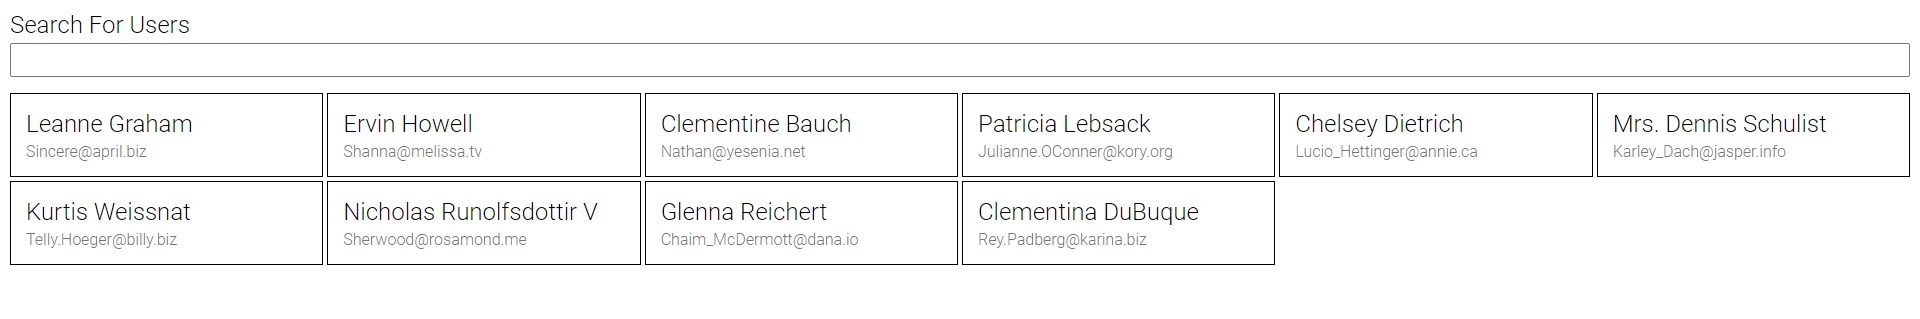 Search For Users
Leanne Graham
Sincere@april.biz
Ervin Howell
Shanna@melissa.tv
Clementine Bauch
Nathan@yesenia.net
Patricia Lebsack
Julianne.OConner@kory.org
Chelsey Dietrich
Lucio_Hettinger@annie.ca
Mrs. Dennis Schulist
Karley_Dach@jasper.info
Kurtis Weissnat
Telly.Hoeger@billy.biz
Nicholas Runolfsdottir V
Sherwood@rosamond.me
Glenna Reichert
Chaim_McDermott@dana.io
Clementina DuBuque
Rey.Padberg@karina.biz